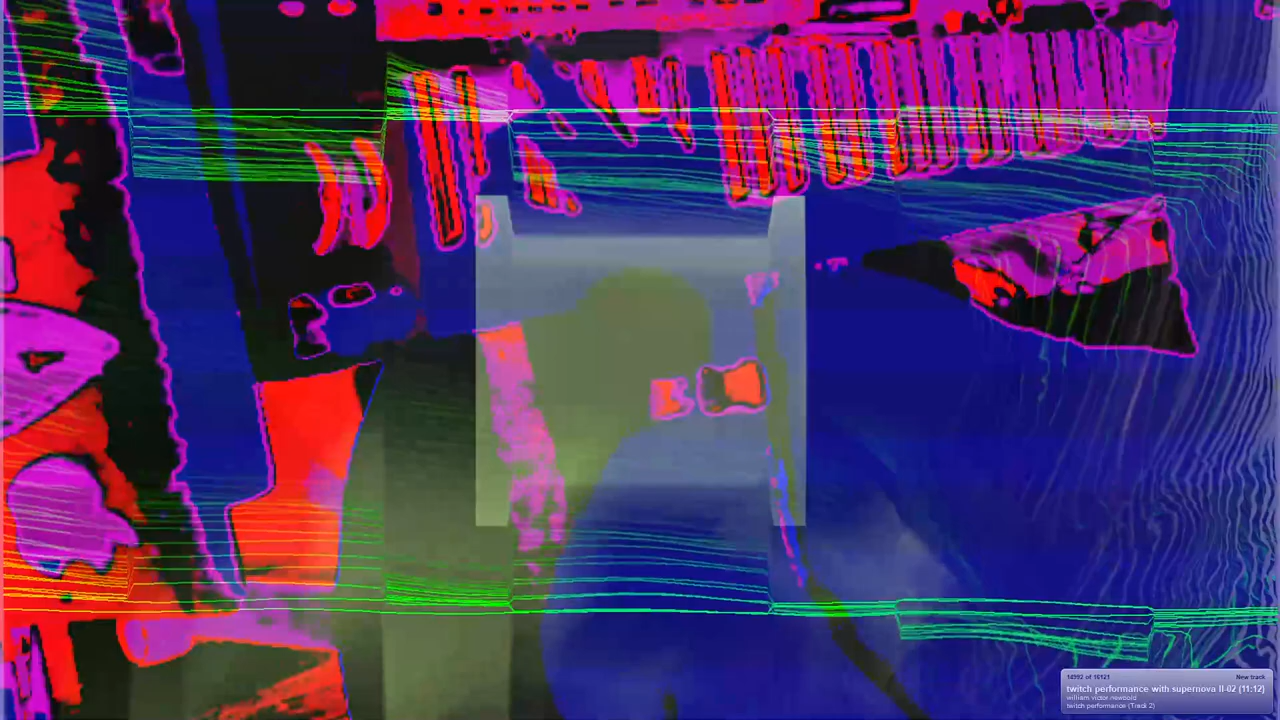 14992 of 16121 New track
twitch performance with supernova II-02 (11:12)
william victor newbold
twitch performance (Track 2)